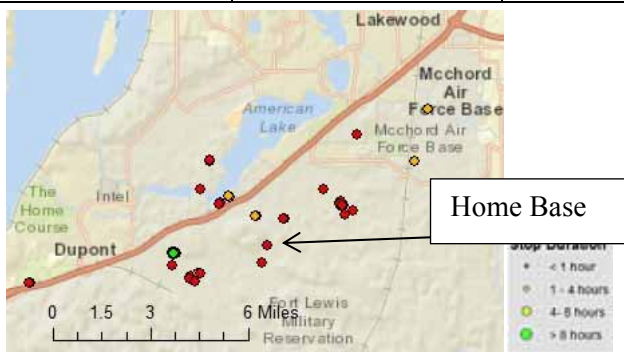 Lakewood
Mcchord
Air
Force Base
American
Lake
Mcchord Air
Force Base
The
Home
Course
Intel
Home Base
Dupont
Stop Duration
< 1 hour
1 - 4 hours
4- 8 hours
> 8 hours
0 1.5 3 6 Miles
Fort Lewis
Military
Reservation